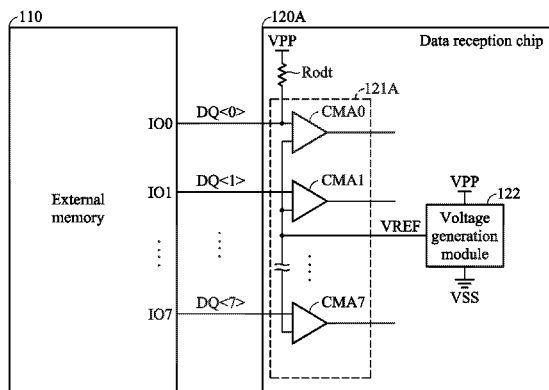 110
120A
VPP
Data reception chip
Rodt
121A
IO0 DQ<0> CMA0
IO1 DQ<1> CMA1
External
memory
VPP
122
VREF
Voltage
generation
module
VSS
IO7 DQ<7> CMA7